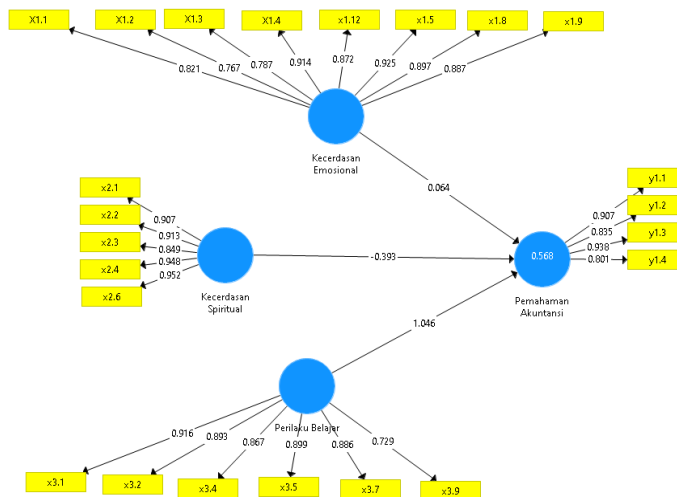 X1.1
X1.2
X1.3
X1.4
x1.12
x1.5
x1.8
x1.9
0.821
0.767
0.787
0.914
0.872
0.925
0.897
0.887
Kecerdasan
Emosional
0.064
x2.1
x2.2
x2.3
x2.4
x2.6
0.907
0.913
0.849
0.948
0.952
Kecerdasan
Spiritual
-0.393
y1.1
y1.2
y1.3
y1.4
0.907
0.835
0.938
0.801
0.568
Pemahaman
Akuntansi
1.046
Perilaku Belajar
0.916
0.893
0.867
0.899
0.886
0.729
x3.1
x3.2
x3.4
x3.5
x3.7
x3.9